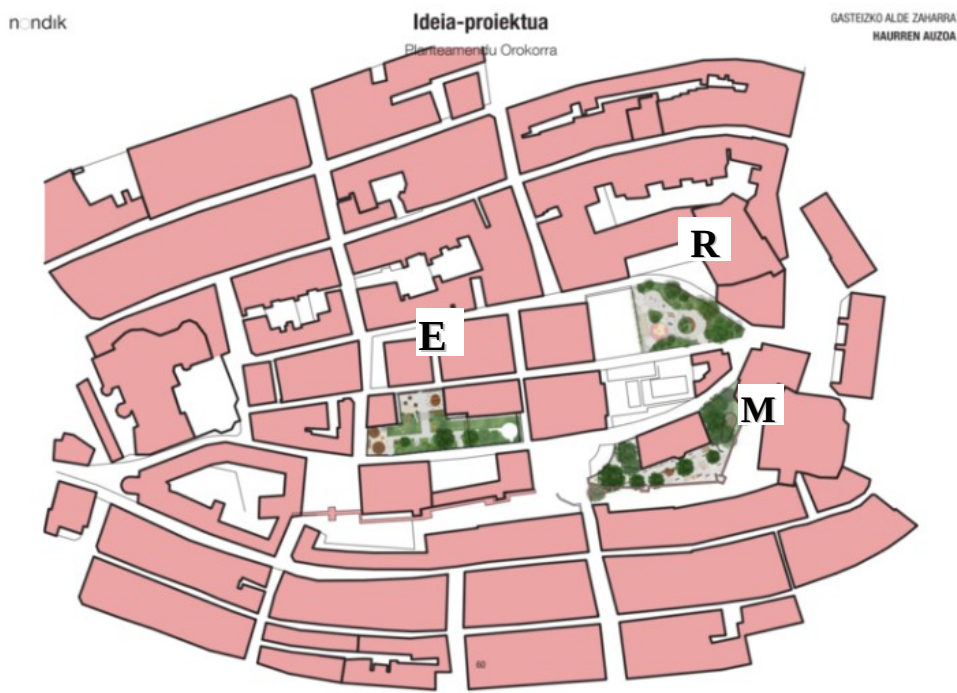 nondik
Ideia-proiektua
Planteamendu Orokorra
GASTEIZKO ALDE ZAHARRA
HAURREN AUZOA
R
E
M
60